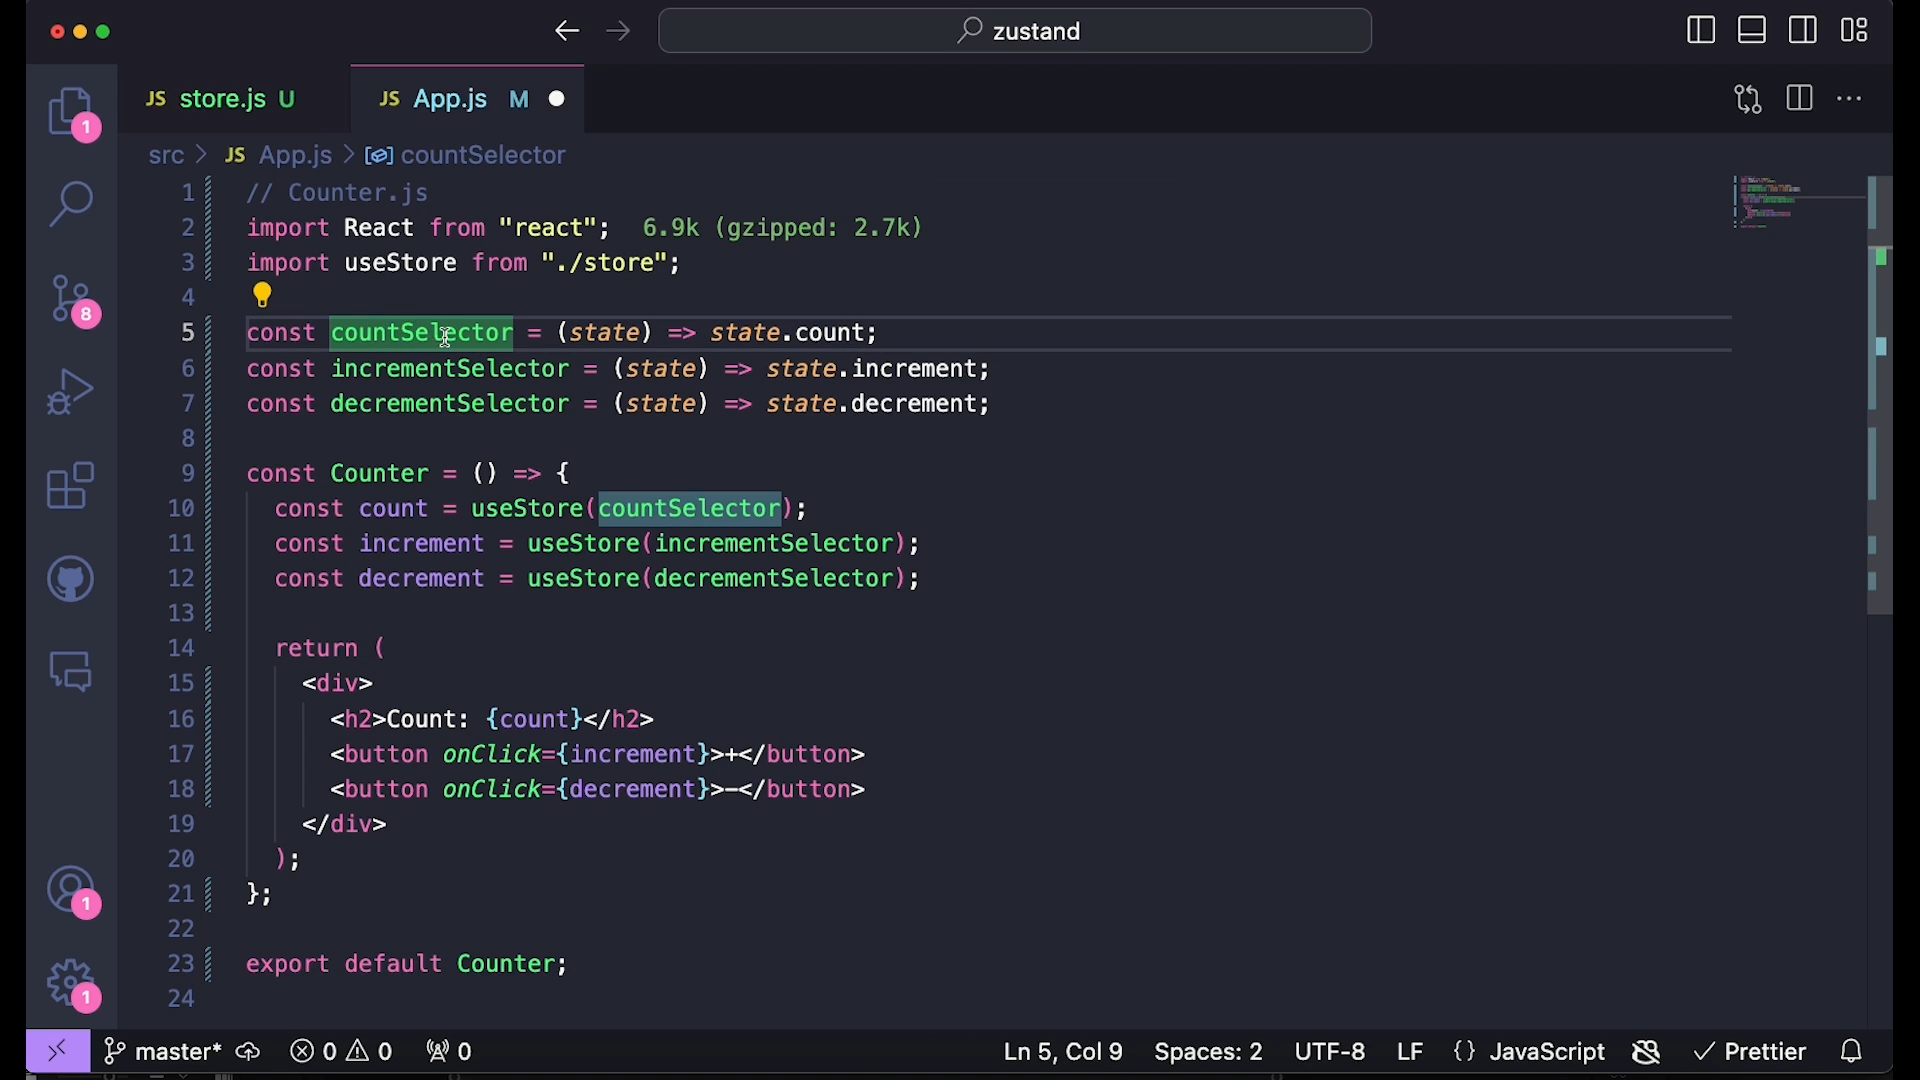 zustand
JS store.js U
JS App.js M
src > JS App.js > countSelector
1 // Counter.js
2 import React from "react"; 6.9k (gzipped: 2.7k)
3 import useStore from "./store";
4
5 const countSelector = (state) => state.count;
6 const incrementSelector = (state) => state.increment;
7 const decrementSelector = (state) => state.decrement;
8
9 const Counter = () => {
10 const count = useStore(countSelector);
11 const increment = useStore(incrementSelector);
12 const decrement = useStore(decrementSelector);
13
14 return (
15 <div>
16 <h2>Count: {count}</h2>
17 <button onClick={increment}>+</button>
18 <button onClick={decrement}>-</button>
19 </div>
20 );
21 };
22
23 export default Counter;
24
1
8
1
1
master* 0 0 0 Ln 5, Col 9 Spaces: 2 UTF-8 LF {} JavaScript Prettier